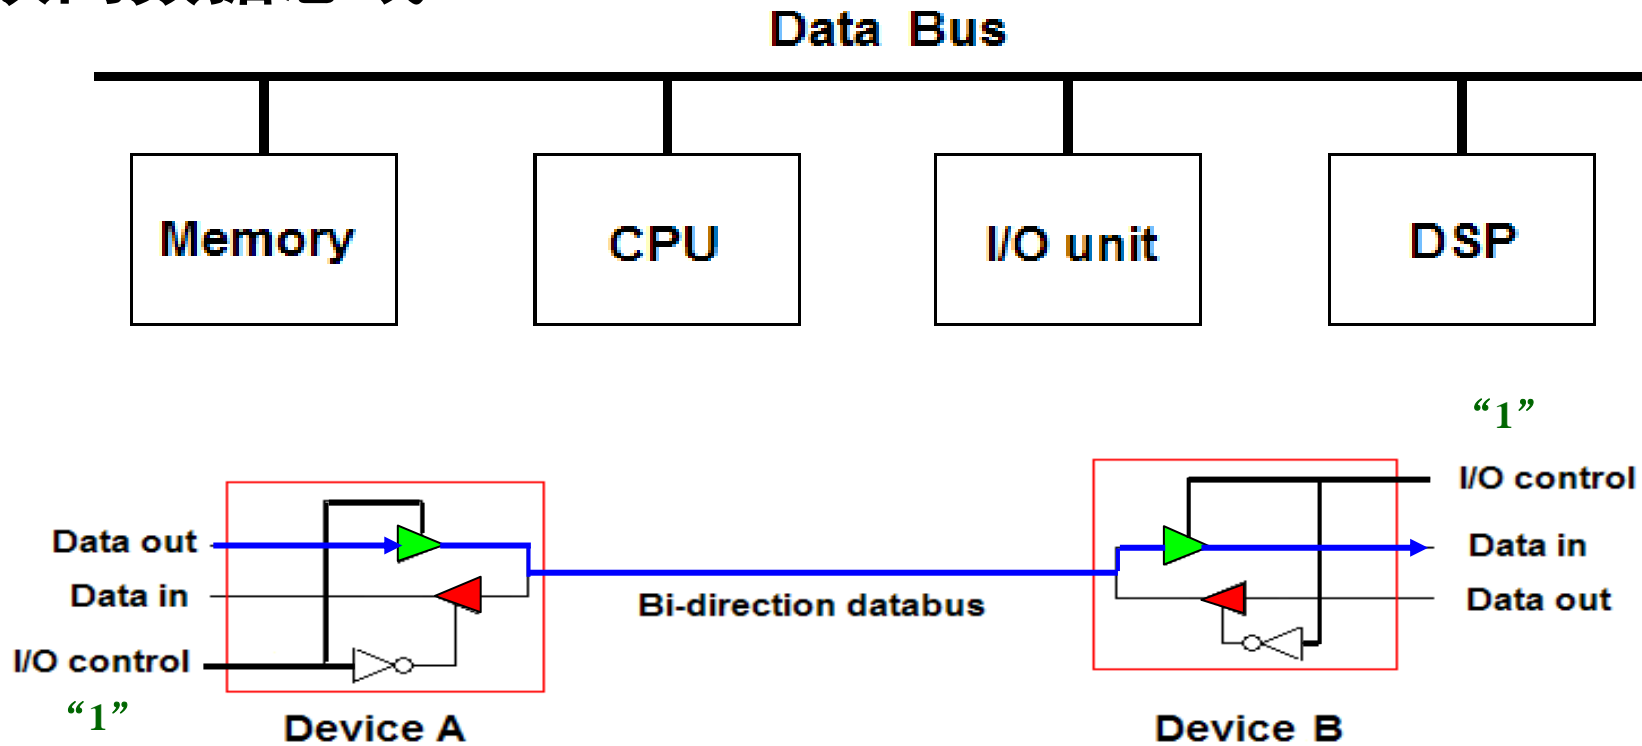 Data Bus
Memory
CPU
I/O unit
DSP
“1”
I/O control
Data out
Data in
Data in
Bi-direction databus
Data out
I/O control
“1”
Device A
Device B